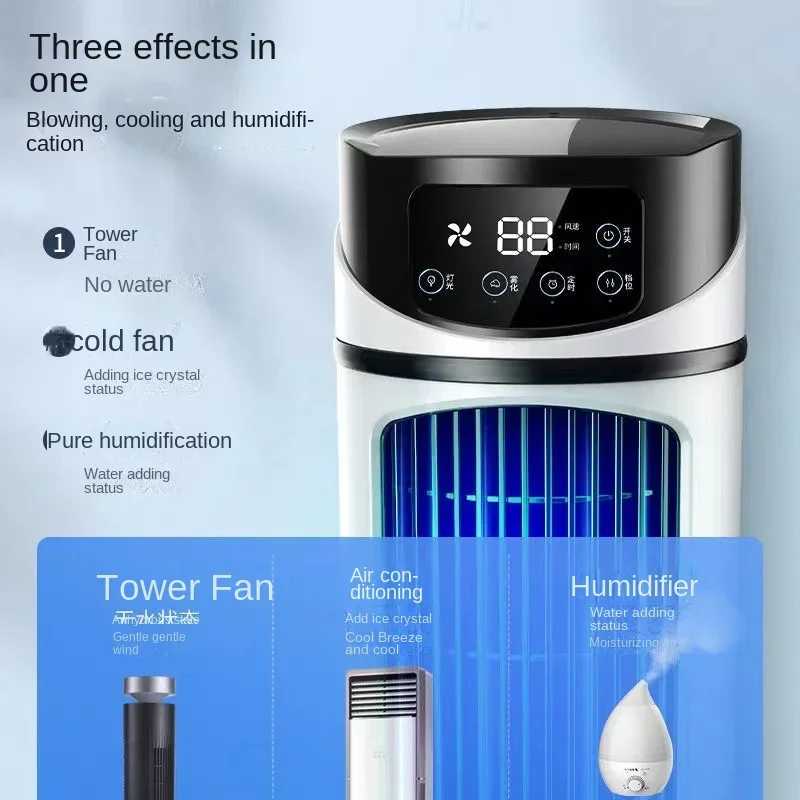 Three effects in
one
Blowing, cooling and humidifi-
cation
1
Tower
Fan
No water
cold fan
Adding ice crystal
status
Pure humidification
Water adding
status
88
风速
时间
开关
灯光
雾化
定时
档位
Tower Fan
Gentle gentle
wind
Air con-
ditioning
Add ice crystal
Cool Breeze
and cool
Humidifier
Water adding
status
Moisturizing